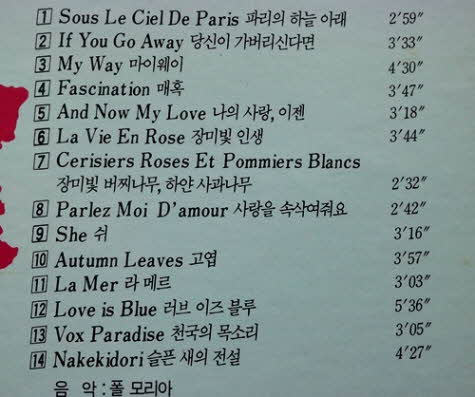 1 Sous Le Ciel De Paris 파리의 하늘 아래 2′59″
2 If You Go Away 당신이 가버리신다면 3′33″
3 My Way 마이웨이 4′30″
4 Fascination 매혹 3′47″
5 And Now My Love 나의 사랑, 이젠 3′18″
6 La Vie En Rose 장미빛 인생 3′44″
7 Cerisiers Roses Et Pommiers Blancs
장미빛 버찌나무, 하얀 사과나무 2′32″
8 Parlez Moi D'amour 사랑을 속삭여줘요 2′42″
9 She 쉬 3′16″
10 Autumn Leaves 고엽 3′57″
11 La Mer 라 메르 3′03″
12 Love is Blue 러브 이즈 블루 5′36″
13 Vox Paradise 천국의 목소리 3′05″
14 Nakekidori 슬픈 새의 전설 4′27″
음 악 : 폴 모리아